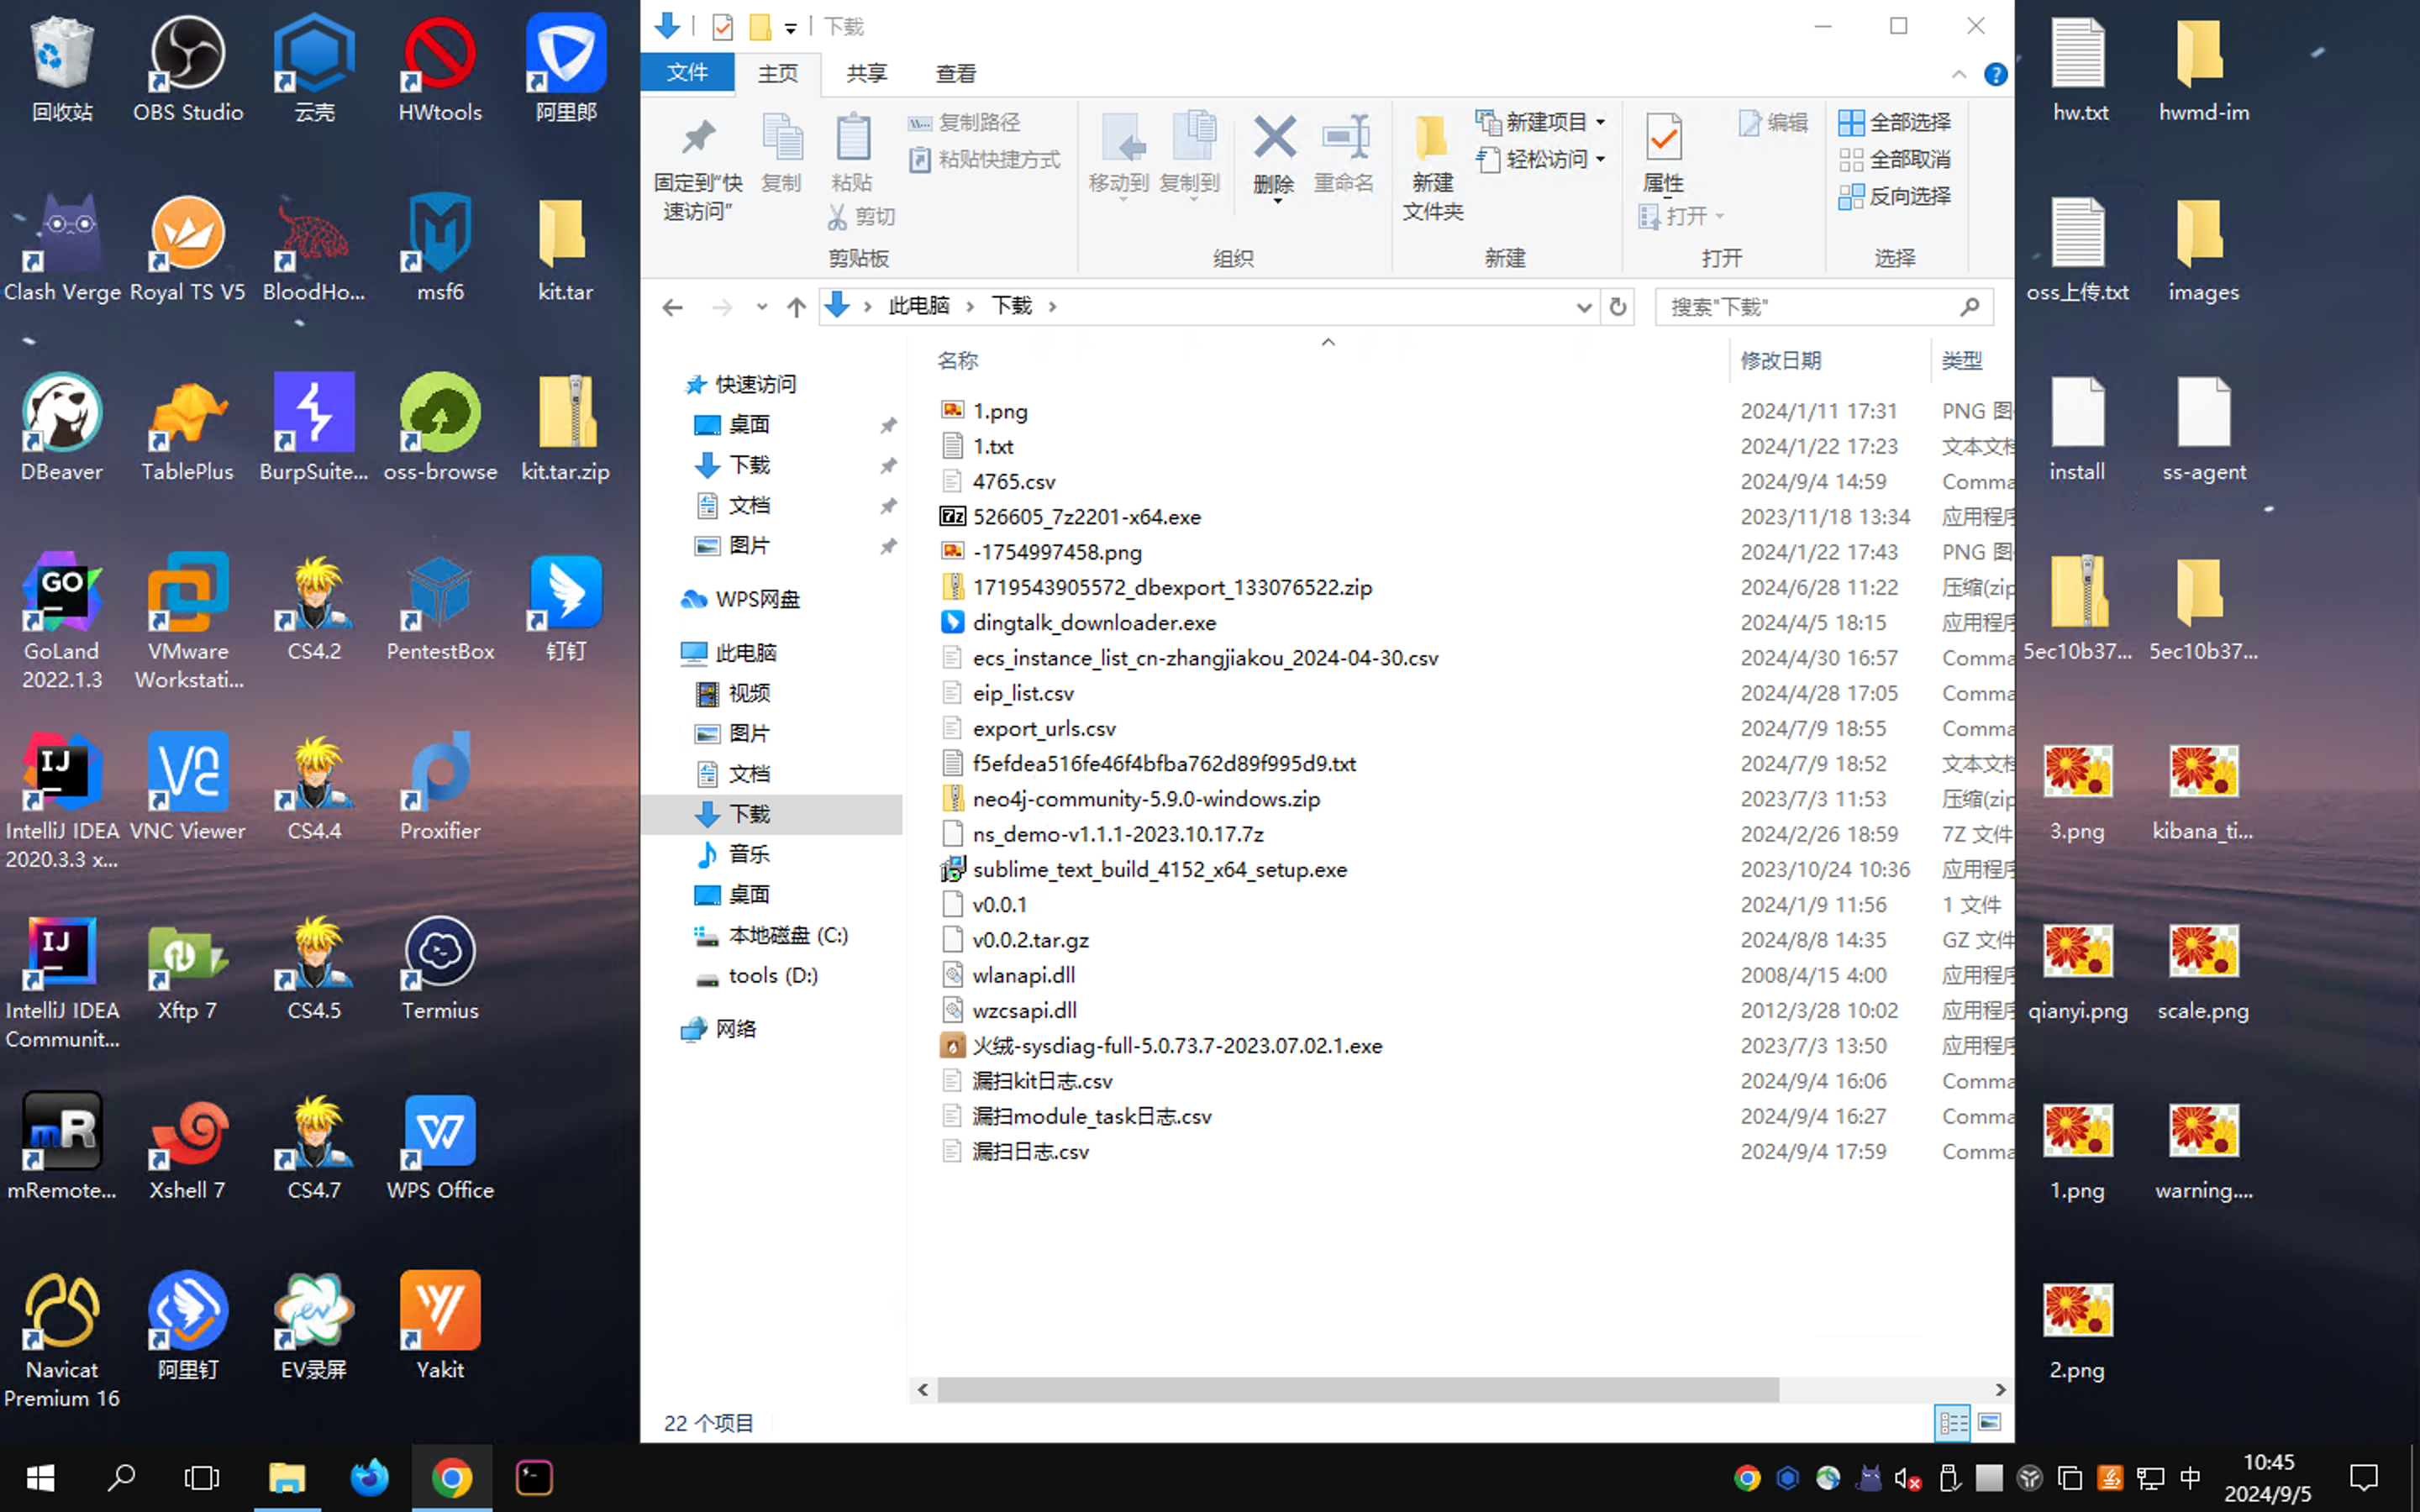 回收站
OBS Studio
云壳
HWtools
阿里郎
Clash Verge
Royal TS V5
BloodHo...
msf6
kit.tar
DBeaver
TablePlus
BurpSuite...
oss-browse
kit.tar.zip
GoLand
2022.1.3
VMware
Workstati...
CS4.2
PentestBox
钉钉
IntelliJ IDEA
2020.3.3 x...
VNC Viewer
CS4.4
Proxifier
IntelliJ IDEA
Communit...
Xftp 7
CS4.5
Termius
mRemote...
Xshell 7
CS4.7
WPS Office
Navicat
Premium 16
阿里钉
EV录屏
Yakit
下载
文件
主页
共享
查看
固定到"快
速访问"
复制
粘贴
复制路径
粘贴快捷方式
剪切
剪贴板
移动到
复制到
删除
重命名
组织
新建
文件夹
新建项目
轻松访问
新建
属性
打开
编辑
打开
全部选择
全部取消
反向选择
选择
此电脑
下载
搜索"下载"
快速访问
桌面
下载
文档
图片
WPS网盘
此电脑
视频
图片
文档
下载
音乐
桌面
本地磁盘 (C:)
tools (D:)
网络
名称 修改日期 类型
1.png 2024/1/11 17:31 PNG 图
1.txt 2024/1/22 17:23 文本文档
4765.csv 2024/9/4 14:59 Comma
526605_7z2201-x64.exe 2023/11/18 13:34 应用程序
-1754997458.png 2024/1/22 17:43 PNG 图
1719543905572_dbexport_133076522.zip 2024/6/28 11:22 压缩(zip
dingtalk_downloader.exe 2024/4/5 18:15 应用程序
ecs_instance_list_cn-zhangjiakou_2024-04-30.csv 2024/4/30 16:57 Comma
eip_list.csv 2024/4/28 17:05 Comma
export_urls.csv 2024/7/9 18:55 Comma
f5efdea516fe46f4bfba762d89f995d9.txt 2024/7/9 18:52 文本文档
neo4j-community-5.9.0-windows.zip 2023/7/3 11:53 压缩(zip
ns_demo-v1.1.1-2023.10.17.7z 2024/2/26 18:59 7Z 文件
sublime_text_build_4152_x64_setup.exe 2023/10/24 10:36 应用程序
v0.0.1 2024/1/9 11:56 1 文件
v0.0.2.tar.gz 2024/8/8 14:35 GZ 文件
wlanapi.dll 2008/4/15 4:00 应用程序
wzcsapi.dll 2012/3/28 10:02 应用程序
火绒-sysdiag-full-5.0.73.7-2023.07.02.1.exe 2023/7/3 13:50 应用程序
漏扫kit日志.csv 2024/9/4 16:06 Comma
漏扫module_task日志.csv 2024/9/4 16:27 Comma
漏扫日志.csv 2024/9/4 17:59 Comma
22 个项目
hw.txt
hwmd-im
oss上传.txt
images
install
ss-agent
5ec10b37...
5ec10b37...
3.png
kibana_ti...
qianyi.png
scale.png
1.png
warning....
2.png
中
10:45
2024/9/5